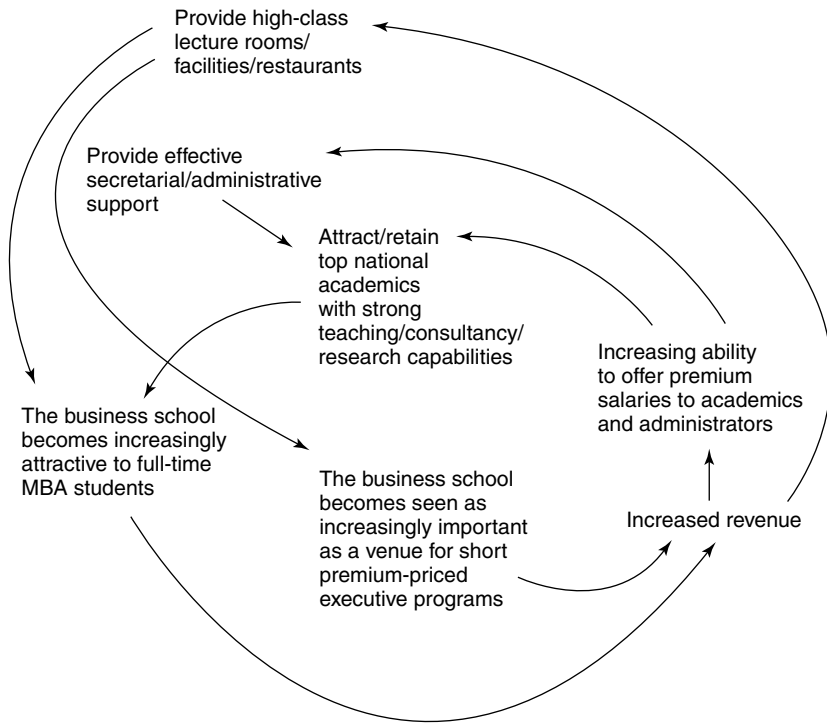 Provide high-class
lecture rooms/
facilities/restaurants
Provide effective
secretarial/administrative
support
Attract/retain
top national
academics
with strong
teaching/consultancy/
research capabilities
Increasing ability
to offer premium
salaries to academics
and administrators
The business school
becomes increasingly
attractive to full-time
MBA students
The business school
becomes seen as
increasingly important
as a venue for short
premium-priced
executive programs
Increased revenue